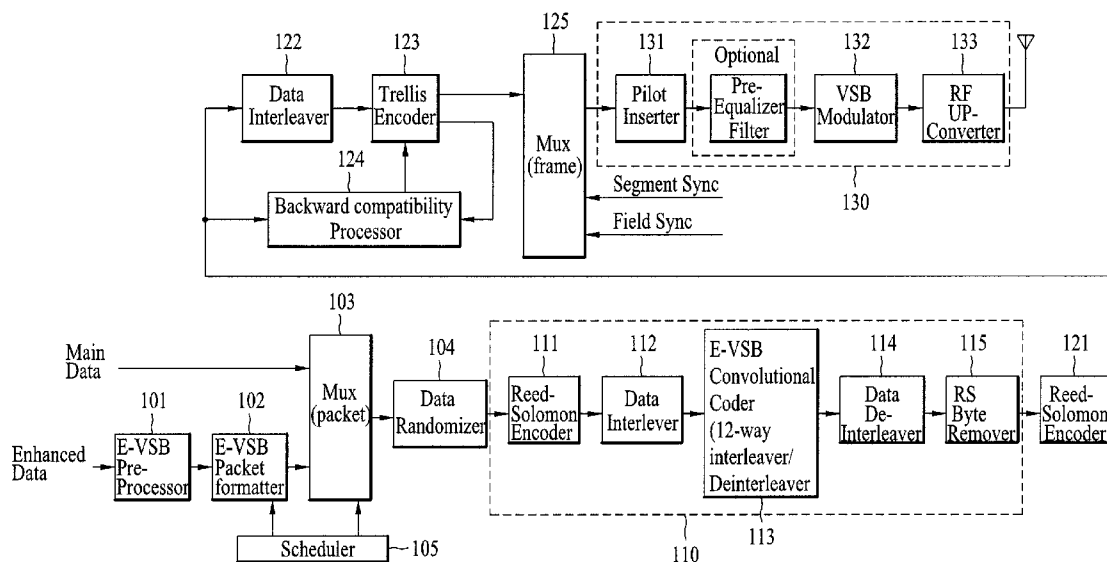 122
Data
Interleaver
123
Trellis
Encoder
124
Backward compatibility
Processor
125
Mux
(frame)
Segment Sync
Field Sync
131
Pilot
Inserter
Optional
Pre-
Equalizer
Filter
132
VSB
Modulator
133
RF
UP-
Converter
130
Main
Data
Enhanced
Data
101
E-VSB
Pre-
Processor
102
E-VSB
Packet
formatter
103
Mux
(packet)
Scheduler
105
104
Data
Randomizer
111
Reed-
Solomon
Encoder
112
Data
Interlever
E-VSB
Convolutional
Coder
(12-way
interleaver/
Deinterleaver
113
114
Data
De-
Interleaver
115
RS
Byte
Remover
110
121
Reed-
Solomon
Encoder